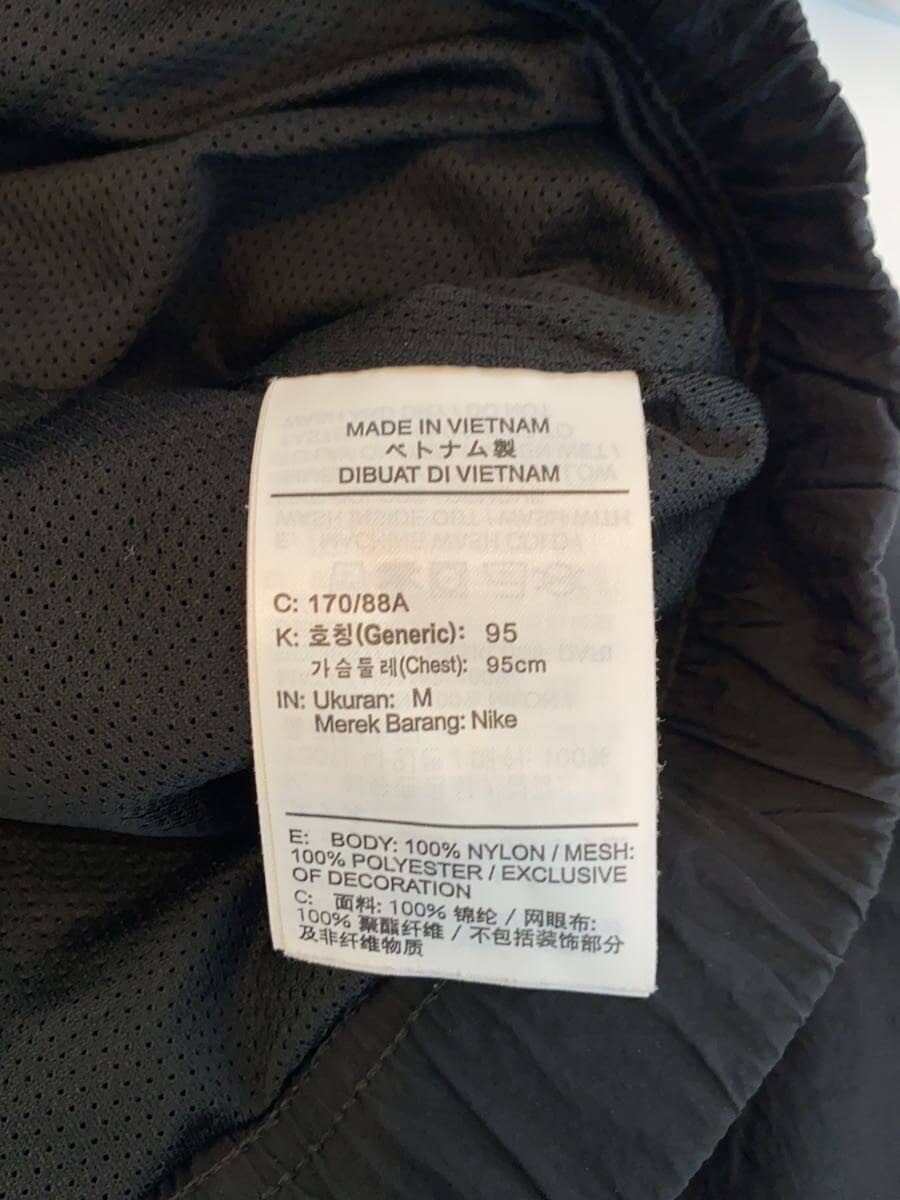 MADE IN VIETNAM
ベトナム製
DIBUAT DI VIETNAM
C: 170/88A
K: 호칭(Generic): 95
가슴둘레(Chest): 95cm
IN: Ukuran: M
Merek Barang: Nike
E: BODY: 100% NYLON / MESH:
100% POLYESTER / EXCLUSIVE
OF DECORATION
C: 面料: 100% 锦纶 / 网眼布:
100% 聚酯纤维 / 不包括装饰部分
及非纤维物质